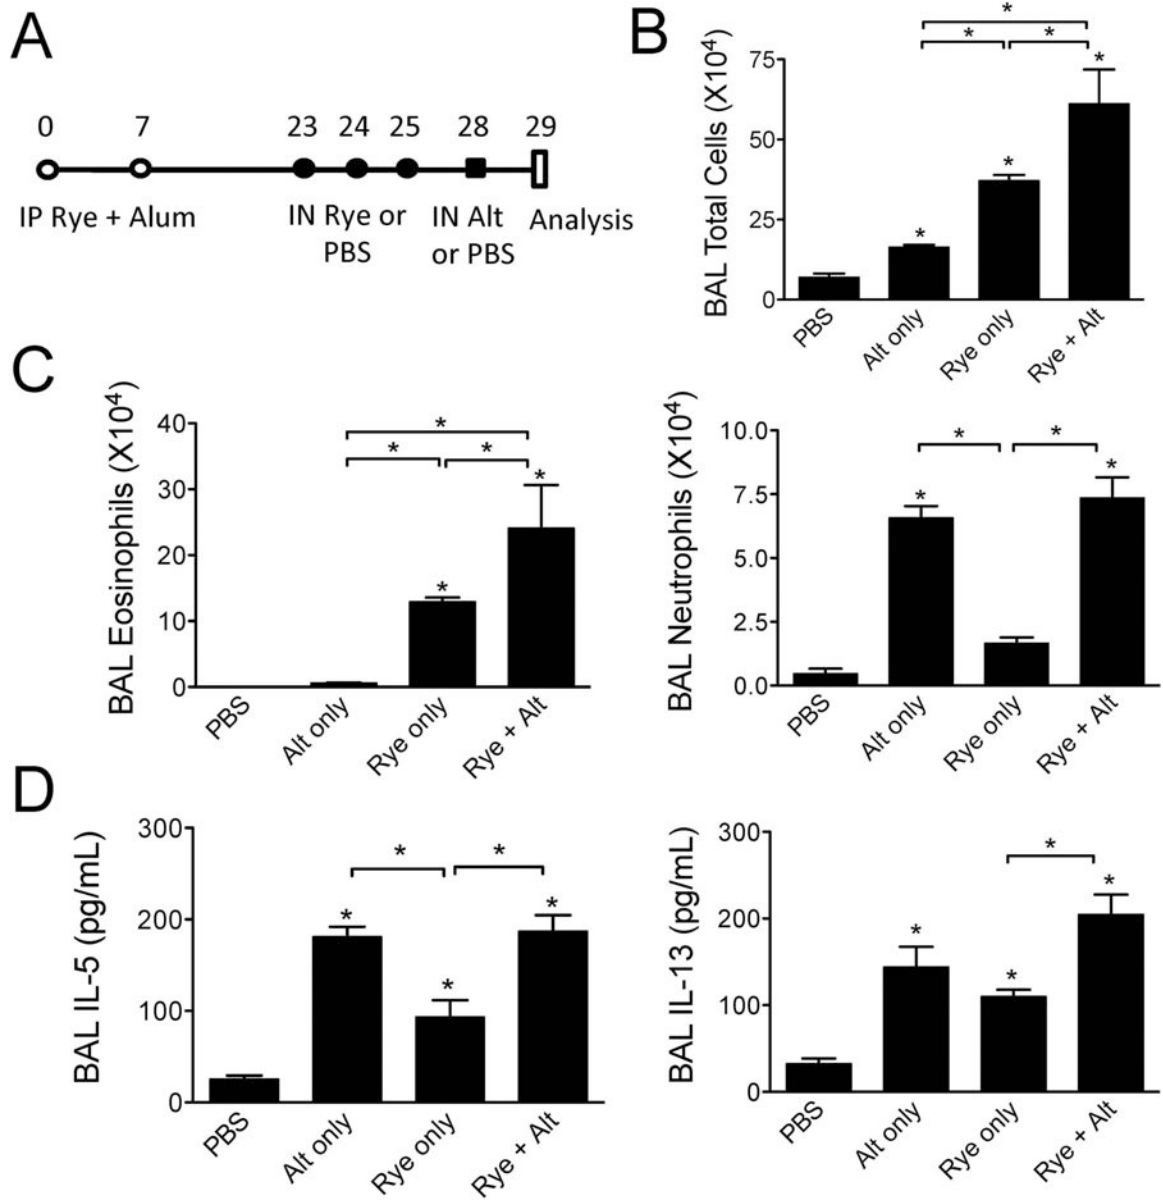 A
0 7 23 24 25 28 29
IP Rye + Alum
IN Rye or
PBS
IN Alt
or PBS
Analysis
B
BAL Total Cells (X10⁴)
75
50
25
0
* * *
* * *
PBS
Alt only
Rye only
Rye + Alt
C
BAL Eosinophils (X10⁴)
40
30
20
10
0
* * *
* *
PBS
Alt only
Rye only
Rye + Alt
BAL Neutrophils (X10⁴)
10.0
7.5
5.0
2.5
0.0
* *
* *
PBS
Alt only
Rye only
Rye + Alt
D
BAL IL-5 (pg/mL)
300
200
100
0
* *
* * *
PBS
Alt only
Rye only
Rye + Alt
BAL IL-13 (pg/mL)
300
200
100
0
*
* * *
PBS
Alt only
Rye only
Rye + Alt